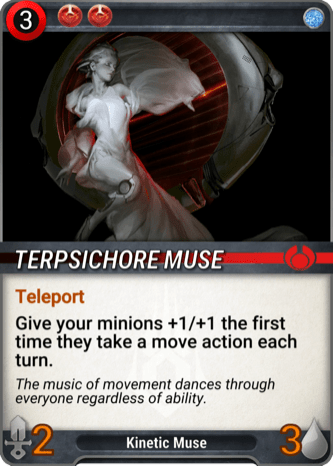 3
TERPSICHORE MUSE
Teleport
Give your minions +1/+1 the first
time they take a move action each
turn.
The music of movement dances through
everyone regardless of ability.
2 Kinetic Muse 3